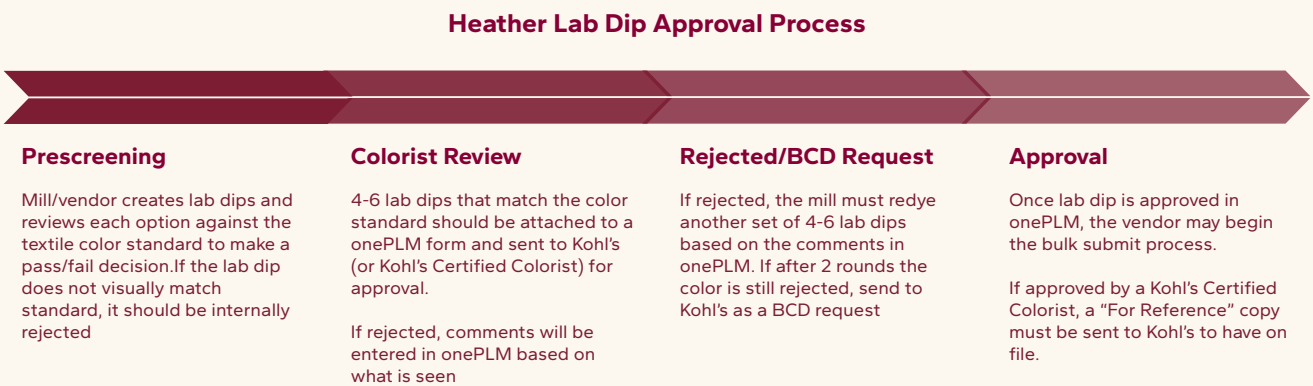 Heather Lab Dip Approval Process
Prescreening
Mill/vendor creates lab dips and
reviews each option against the
textile color standard to make a
pass/fail decision.If the lab dip
does not visually match
standard, it should be internally
rejected
Colorist Review
4-6 lab dips that match the color
standard should be attached to a
onePLM form and sent to Kohl's
(or Kohl's Certified Colorist) for
approval.
If rejected, comments will be
entered in onePLM based on
what is seen
Rejected/BCD Request
If rejected, the mill must redye
another set of 4-6 lab dips
based on the comments in
onePLM. If after 2 rounds the
color is still rejected, send to
Kohl's as a BCD request
Approval
Once lab dip is approved in
onePLM, the vendor may begin
the bulk submit process.
If approved by a Kohl's Certified
Colorist, a “For Reference” copy
must be sent to Kohl's to have on
file.